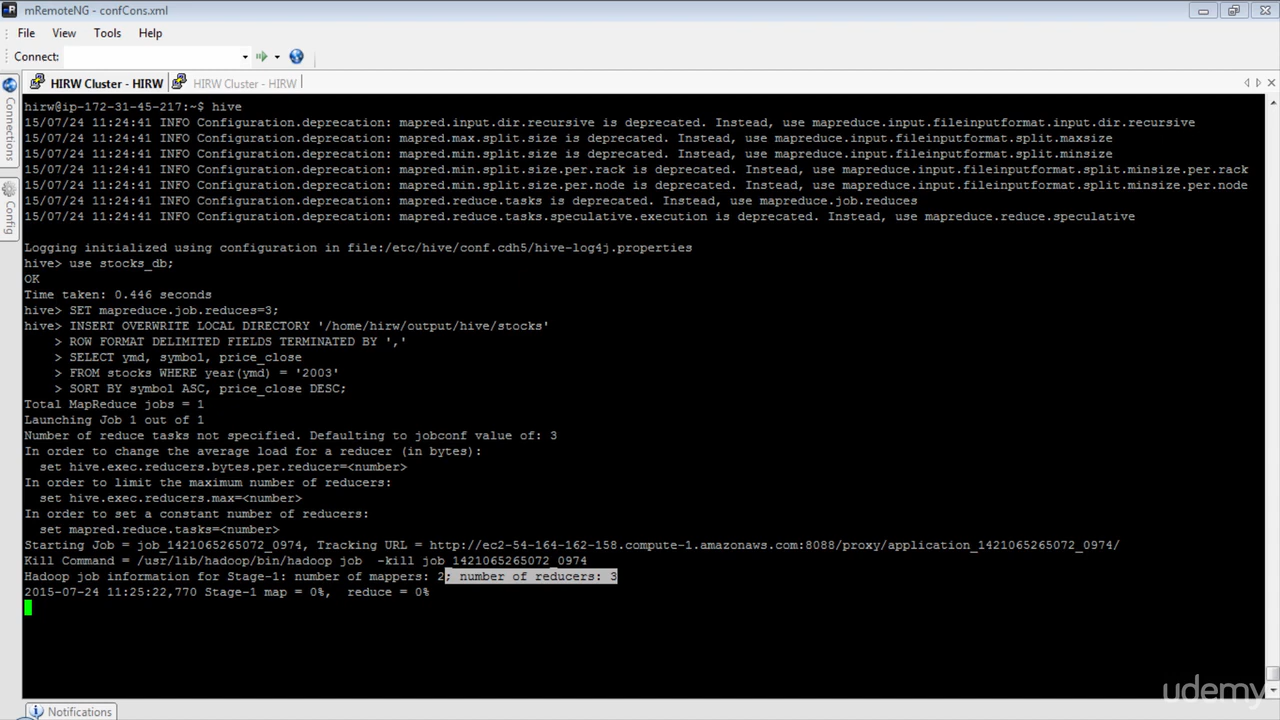 mRemoteNG - confCons.xml
File View Tools Help
Connect:
HIRW Cluster - HIRW HIRW Cluster - HIRW
Connections
Config
hirw@ip-172-31-45-217:~$ hive
15/07/24 11:24:41 INFO Configuration.deprecation: mapred.input.dir.recursive is deprecated. Instead, use mapreduce.input.fileinputformat.input.dir.recursive
15/07/24 11:24:41 INFO Configuration.deprecation: mapred.max.split.size is deprecated. Instead, use mapreduce.input.fileinputformat.split.maxsize
15/07/24 11:24:41 INFO Configuration.deprecation: mapred.min.split.size is deprecated. Instead, use mapreduce.input.fileinputformat.split.minsize
15/07/24 11:24:41 INFO Configuration.deprecation: mapred.min.split.size.per.rack is deprecated. Instead, use mapreduce.input.fileinputformat.split.minsize.per.rack
15/07/24 11:24:41 INFO Configuration.deprecation: mapred.min.split.size.per.node is deprecated. Instead, use mapreduce.input.fileinputformat.split.minsize.per.node
15/07/24 11:24:41 INFO Configuration.deprecation: mapred.reduce.tasks is deprecated. Instead, use mapreduce.job.reduces
15/07/24 11:24:41 INFO Configuration.deprecation: mapred.reduce.tasks.speculative.execution is deprecated. Instead, use mapreduce.reduce.speculative
Logging initialized using configuration in file:/etc/hive/conf.cdh5/hive-log4j.properties
hive> use stocks_db;
OK
Time taken: 0.446 seconds
hive> SET mapreduce.job.reduces=3;
hive> INSERT OVERWRITE LOCAL DIRECTORY '/home/hirw/output/hive/stocks'
> ROW FORMAT DELIMITED FIELDS TERMINATED BY ','
> SELECT ymd, symbol, price_close
> FROM stocks WHERE year(ymd) = '2003'
> SORT BY symbol ASC, price_close DESC;
Total MapReduce jobs = 1
Launching Job 1 out of 1
Number of reduce tasks not specified. Defaulting to jobconf value of: 3
In order to change the average load for a reducer (in bytes):
set hive.exec.reducers.bytes.per.reducer=<number>
In order to limit the maximum number of reducers:
set hive.exec.reducers.max=<number>
In order to set a constant number of reducers:
set mapred.reduce.tasks=<number>
Starting Job = job_1421065265072_0974, Tracking URL = http://ec2-54-164-162-158.compute-1.amazonaws.com:8088/proxy/application_1421065265072_0974/
Kill Command = /usr/lib/hadoop/bin/hadoop job  -kill job_1421065265072_0974
Hadoop job information for Stage-1: number of mappers: 2; number of reducers: 3
2015-07-24 11:25:22,770 Stage-1 map = 0%,  reduce = 0%
udemy
Notifications